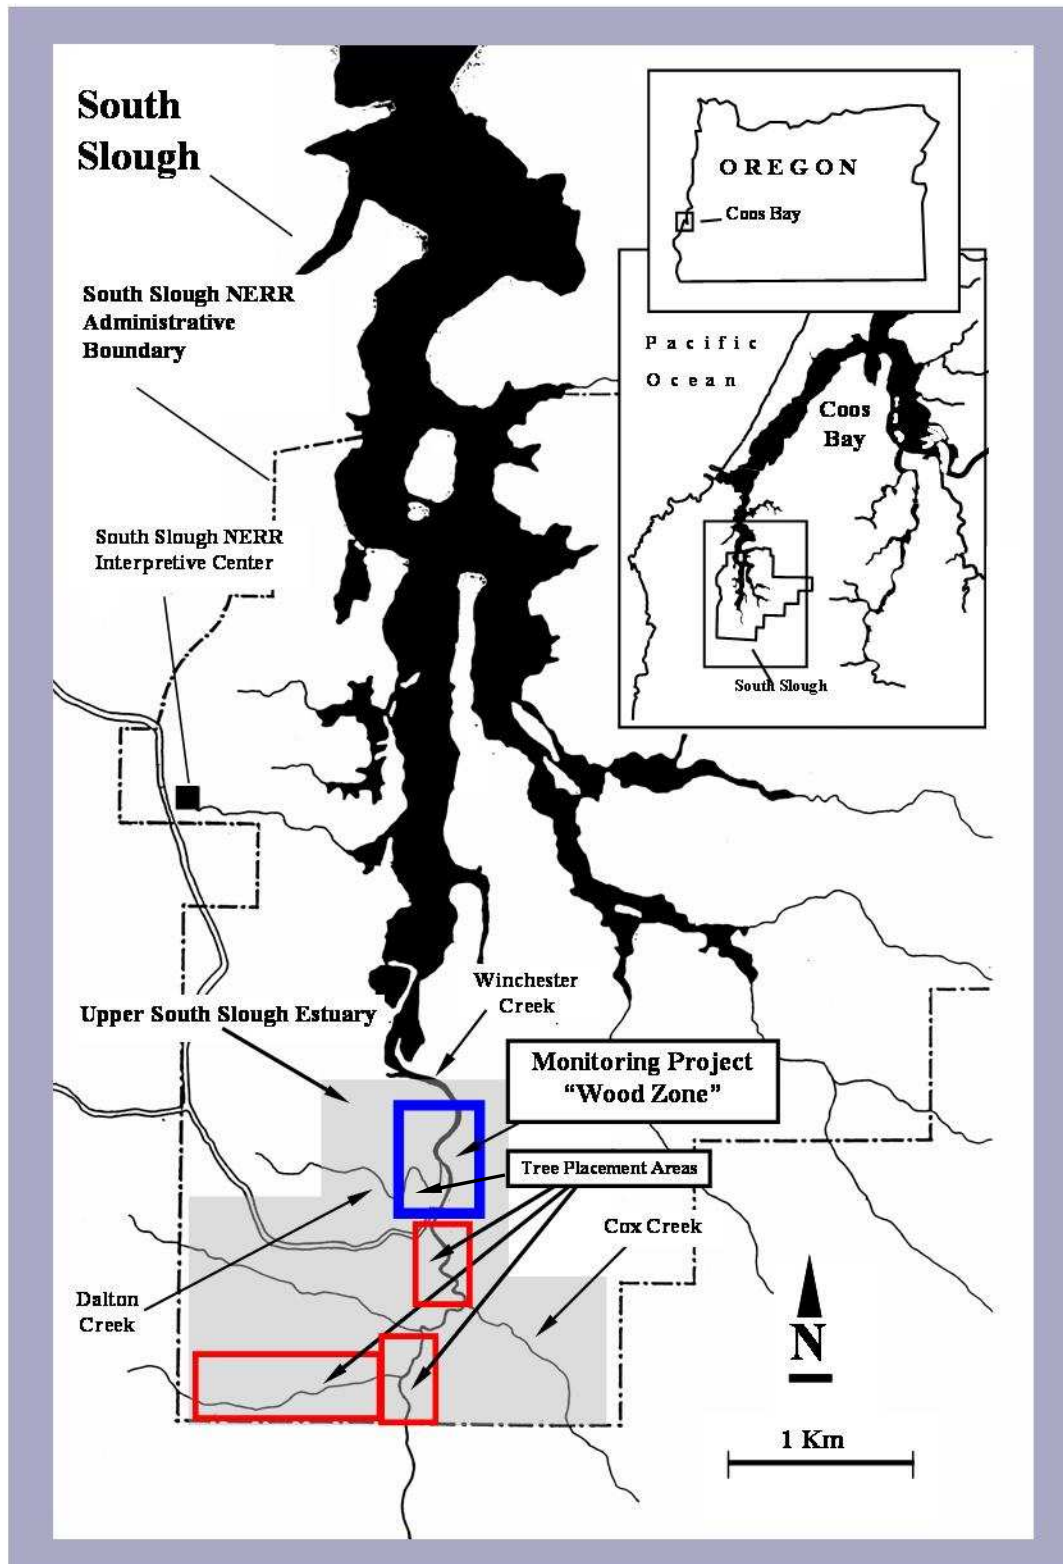 South
Slough
OREGON
Coos Bay
South Slough NERR
Administrative
Boundary
Pacific
Ocean
Coos
Bay
South Slough NERR
Interpretive Center
South Slough
Winchester
Creek
Upper South Slough Estuary
Monitoring Project
“Wood Zone”
Tree Placement Areas
Cox Creek
Dalton
Creek
N
1 Km